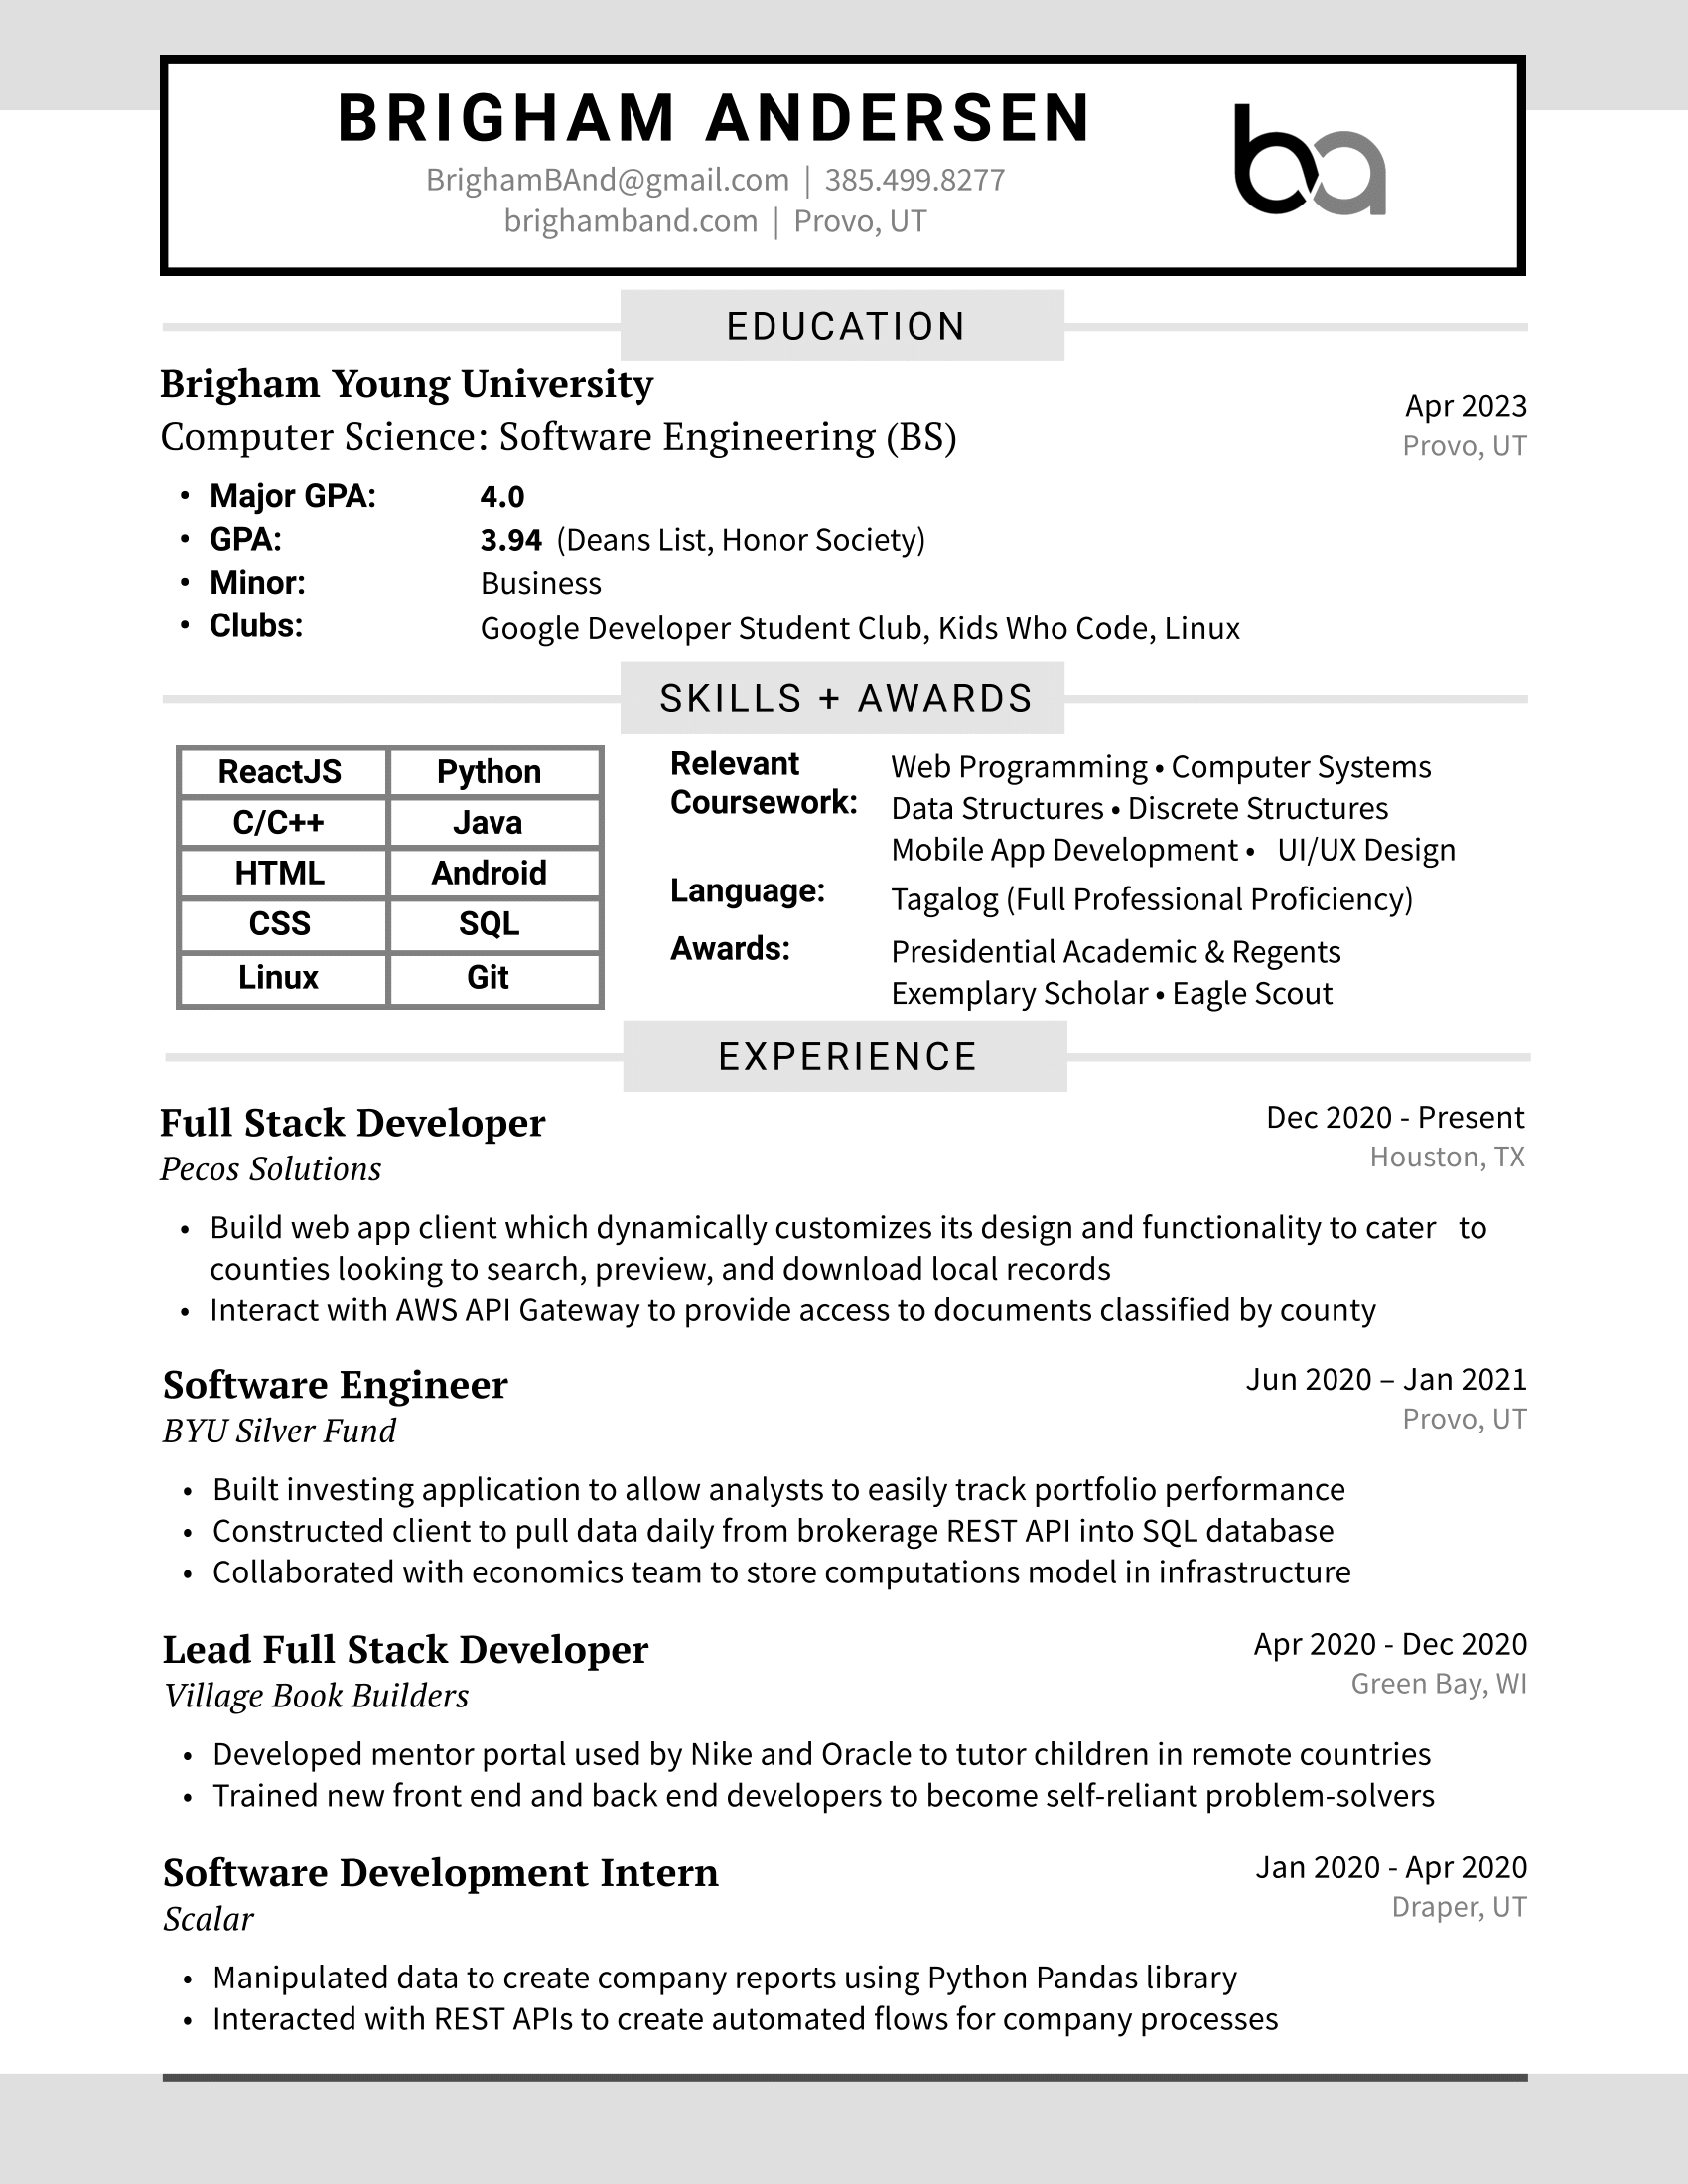 BRIGHAM ANDERSEN
BrighamBAnd@gmail.com | 385.499.8277
brighamband.com | Provo, UT
ba
EDUCATION
Brigham Young University
Apr 2023
Computer Science: Software Engineering (BS)
Provo, UT
• Major GPA: 4.0
• GPA: 3.94 (Deans List, Honor Society)
• Minor: Business
• Clubs: Google Developer Student Club, Kids Who Code, Linux
SKILLS + AWARDS
ReactJS Python
C/C++ Java
HTML Android
CSS SQL
Linux Git
Relevant Web Programming • Computer Systems
Coursework: Data Structures • Discrete Structures
Mobile App Development • UI/UX Design
Language: Tagalog (Full Professional Proficiency)
Awards: Presidential Academic & Regents
Exemplary Scholar • Eagle Scout
EXPERIENCE
Full Stack Developer Dec 2020 - Present
Pecos Solutions Houston, TX
• Build web app client which dynamically customizes its design and functionality to cater to
counties looking to search, preview, and download local records
• Interact with AWS API Gateway to provide access to documents classified by county
Software Engineer Jun 2020 – Jan 2021
BYU Silver Fund Provo, UT
• Built investing application to allow analysts to easily track portfolio performance
• Constructed client to pull data daily from brokerage REST API into SQL database
• Collaborated with economics team to store computations model in infrastructure
Lead Full Stack Developer Apr 2020 - Dec 2020
Village Book Builders Green Bay, WI
• Developed mentor portal used by Nike and Oracle to tutor children in remote countries
• Trained new front end and back end developers to become self-reliant problem-solvers
Software Development Intern Jan 2020 - Apr 2020
Scalar Draper, UT
• Manipulated data to create company reports using Python Pandas library
• Interacted with REST APIs to create automated flows for company processes